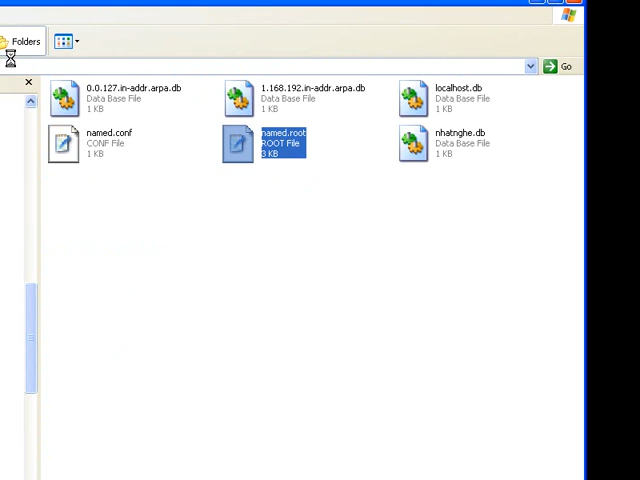 Folders
Go
0.0.127.in-addr.arpa.db
Data Base File
1 KB
1.168.192.in-addr.arpa.db
Data Base File
1 KB
localhost.db
Data Base File
1 KB
named.conf
CONF File
1 KB
named.root
ROOT File
3 KB
nhatnghe.db
Data Base File
1 KB